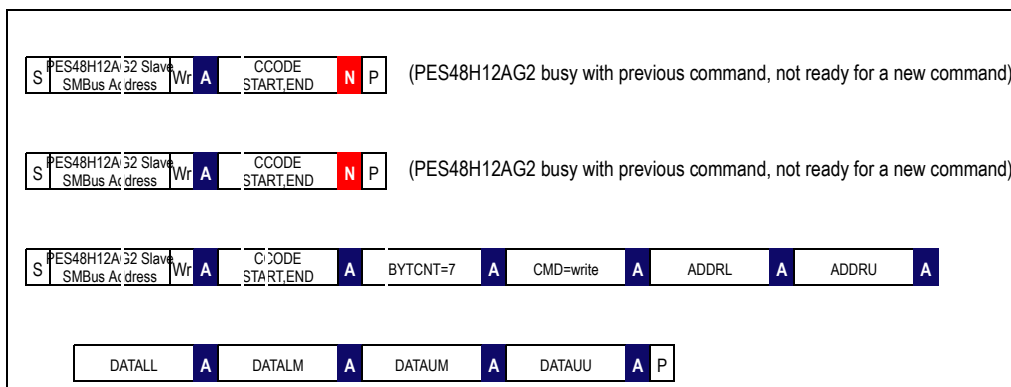 S PES48H12AG2 Slave SMBus Address Wr A CCODE START,END N P (PES48H12AG2 busy with previous command, not ready for a new command)
S PES48H12AG2 Slave SMBus Address Wr A CCODE START,END N P (PES48H12AG2 busy with previous command, not ready for a new command)
S PES48H12AG2 Slave SMBus Address Wr A CCODE START,END A BYTCNT=7 A CMD=write A ADDRL A ADDRU A
DATALL A DATALM A DATAUM A DATAUU A P